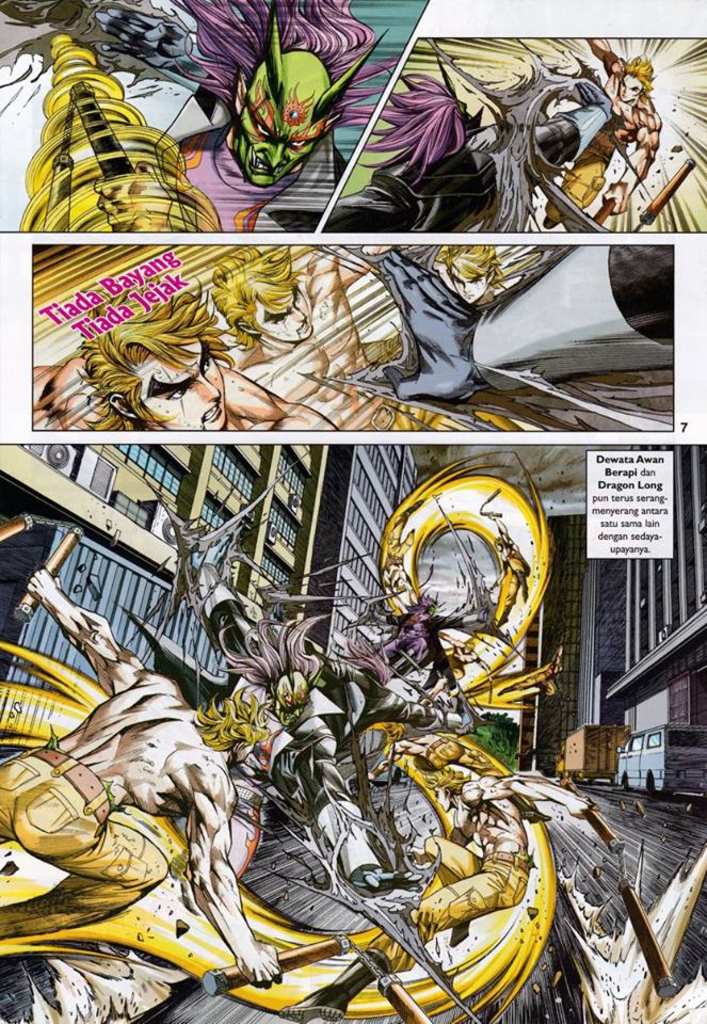 Tiada Bayang
Tiada Jejak
7
Dewata Awan
Berapi dan
Dragon Long
pun terus serang-
menyerang antara
satu sama lain
dengan sedaya-
upayanya.